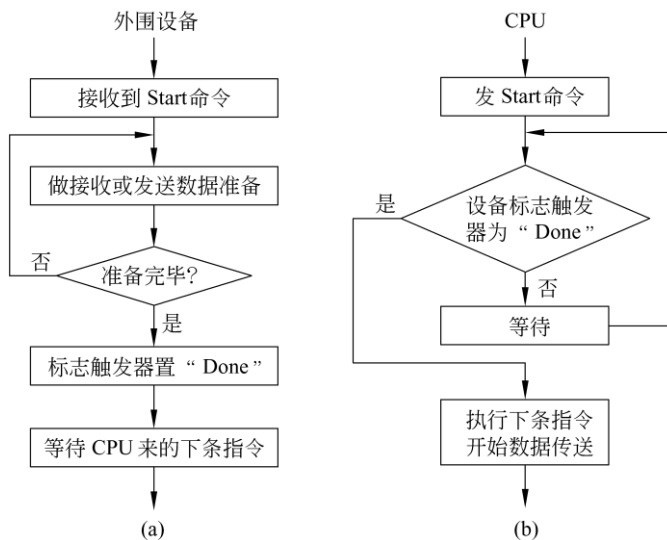 外围设备
接收到 Start命令
做接收或发送数据准备
否
准备完毕?
是
标志触发器置 “ Done ”
等待 CPU 来的下条指令
(a)
CPU
发 Start命令
是
设备标志触发
器为 “ Done ”
否
等待
执行下条指令
开始数据传送
(b)